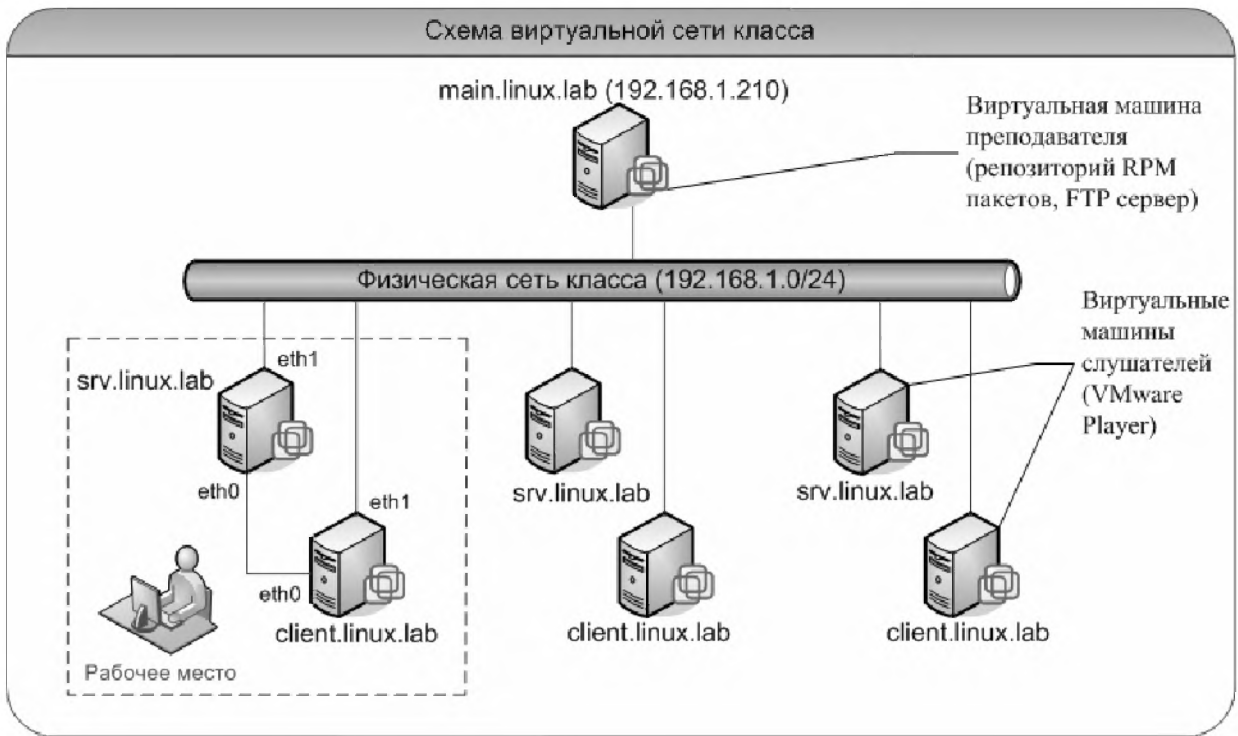 Схема виртуальной сети класса
main.linux.lab (192.168.1.210)
Виртуальная машина
преподавателя
(репозиторий RPM
пакетов, FTP сервер)
Физическая сеть класса (192.168.1.0/24)
Виртуальные
машины
слушателей
(VMware
Player)
eth1
srv.linux.lab
eth0
eth1
eth0
client.linux.lab
Рабочее место
srv.linux.lab
client.linux.lab
srv.linux.lab
client.linux.lab